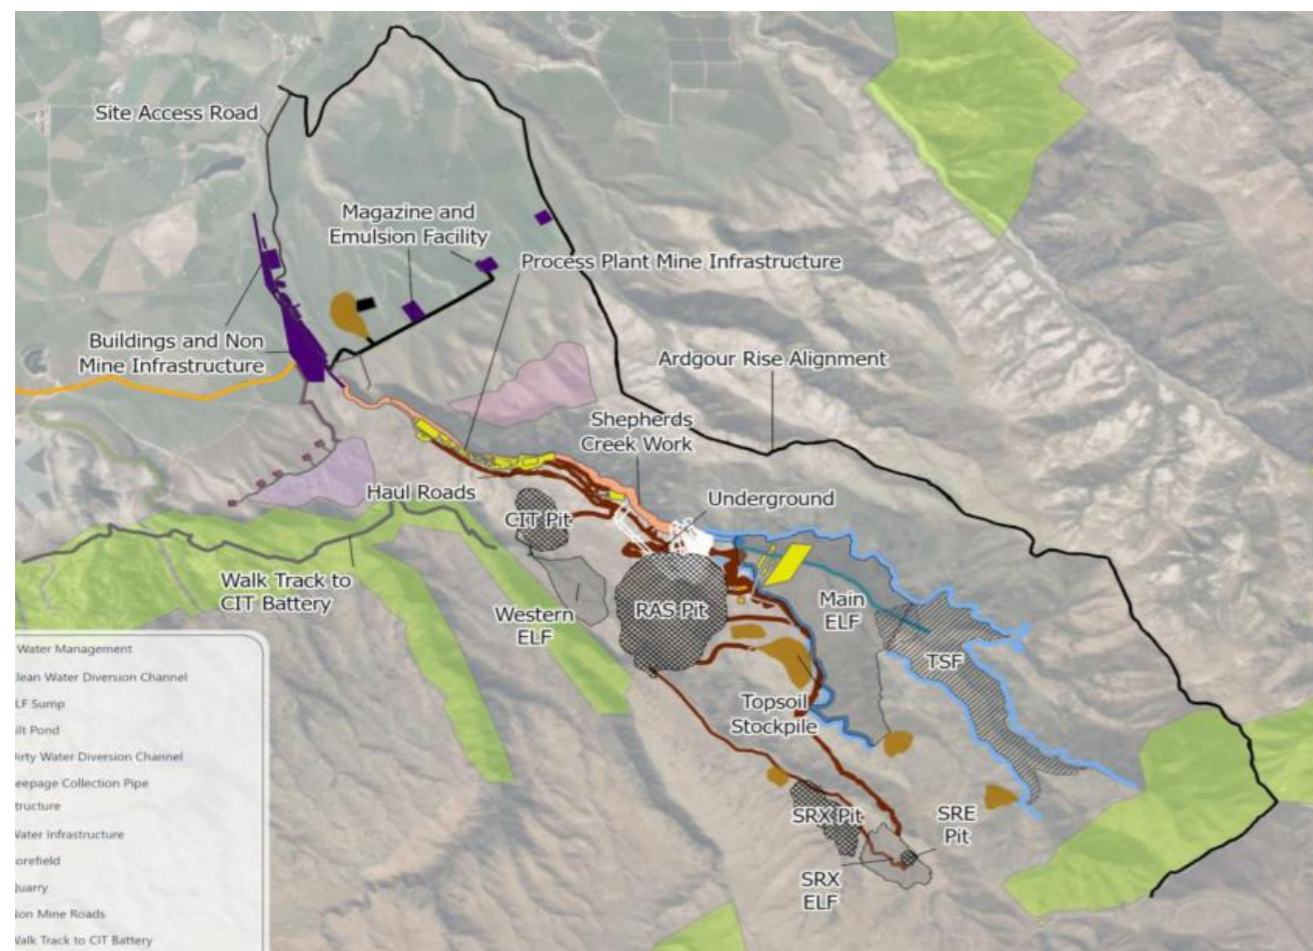 Site Access Road
Magazine and
Emulsion Facility
Process Plant Mine Infrastructure
Buildings and Non
Mine Infrastructure
Ardgour Rise Alignment
Shepherds
Creek Work
Haul Roads
Underground
CIT Pit
Walk Track to
CIT Battery
Western
ELF
RAS Pit
Main
ELF
TSF
Topsoil
Stockpile
SRX Pit
SRE
Pit
SRX
ELF
Water Management
lean Water Diversion Channel
LF Sump
ilt Pond
irty Water Diversion Channel
eepage Collection Pipe
tructure
Water Infrastructure
orefield
Quarry
Non Mine Roads
Walk Track to CIT Battery